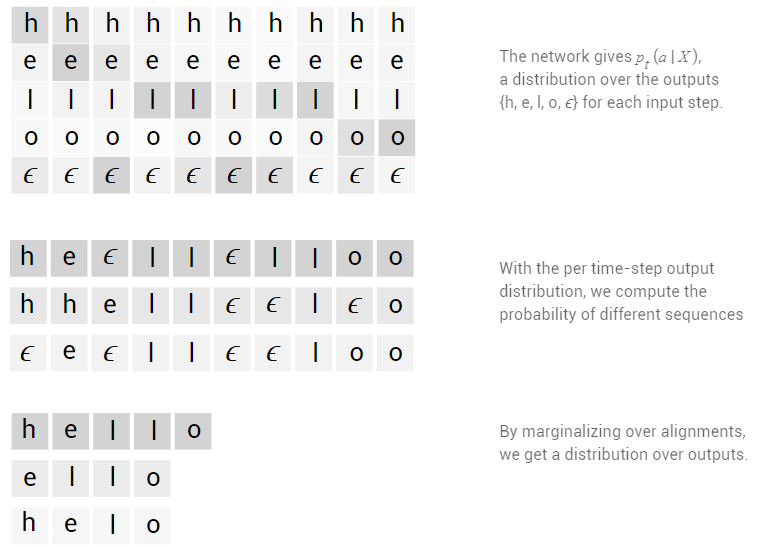 h h h h h h h h h h
e e e e e e e e e e
l l l l l l l l l l
o o o o o o o o o o
ϵ ϵ ϵ ϵ ϵ ϵ ϵ ϵ ϵ ϵ
The network gives pₜ (a | X),
a distribution over the outputs
{h, e, l, o, ϵ} for each input step.
h e ϵ l l ϵ l l o o
h h e l l ϵ ϵ l ϵ o
ϵ e ϵ l l ϵ ϵ l o o
With the per time-step output
distribution, we compute the
probability of different sequences
h e l l o
e l l o
h e l o
By marginalizing over alignments,
we get a distribution over outputs.